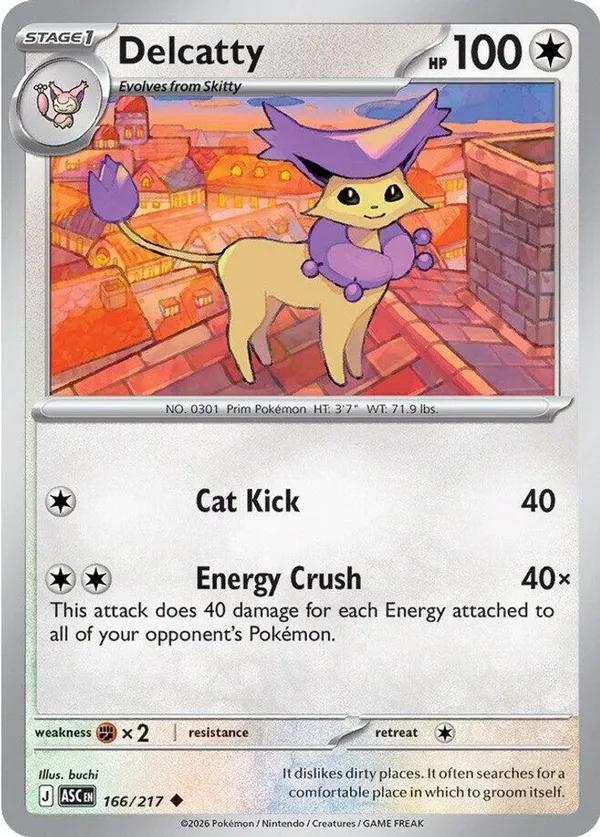 STAGE 1
Delcatty
HP 100
Evolves from Skitty
NO. 0301 Prim Pokémon HT: 3'7" WT: 71.9 lbs.
Cat Kick 40
Energy Crush 40×
This attack does 40 damage for each Energy attached to
all of your opponent's Pokémon.
weakness ×2 resistance retreat
Illus. buchi
It dislikes dirty places. It often searches for a
comfortable place in which to groom itself.
J ASC EN 166/217
©2026 Pokémon / Nintendo / Creatures / GAME FREAK